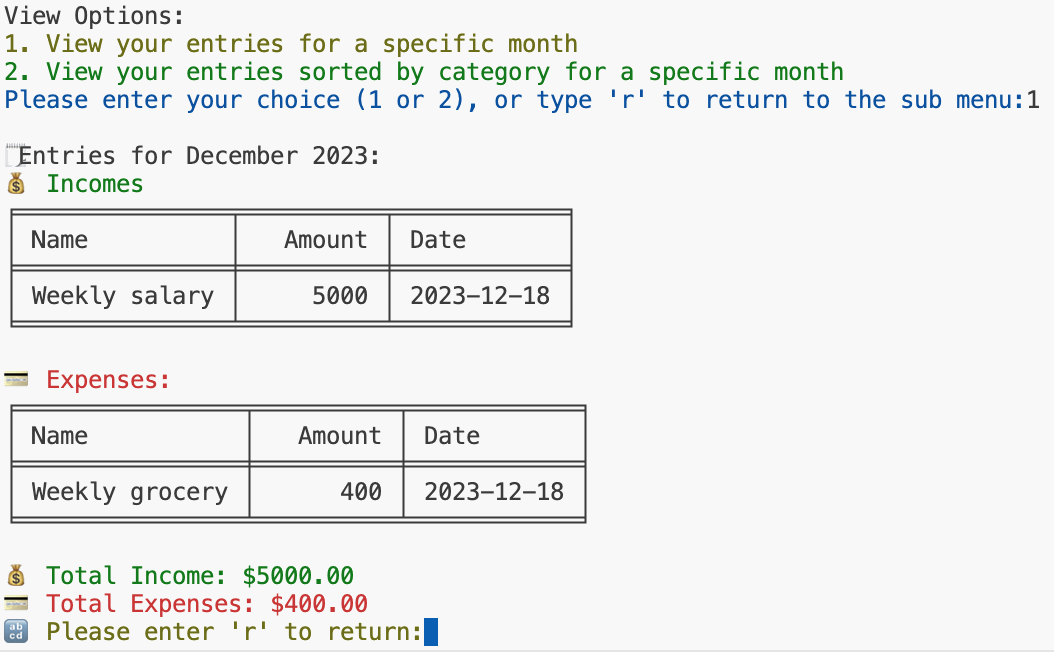 View Options:
1. View your entries for a specific month
2. View your entries sorted by category for a specific month
Please enter your choice (1 or 2), or type 'r' to return to the sub menu:1
Entries for December 2023:
Incomes
Name Amount Date
Weekly salary 5000 2023-12-18
Expenses:
Name Amount Date
Weekly grocery 400 2023-12-18
Total Income: $5000.00
Total Expenses: $400.00
Please enter 'r' to return: